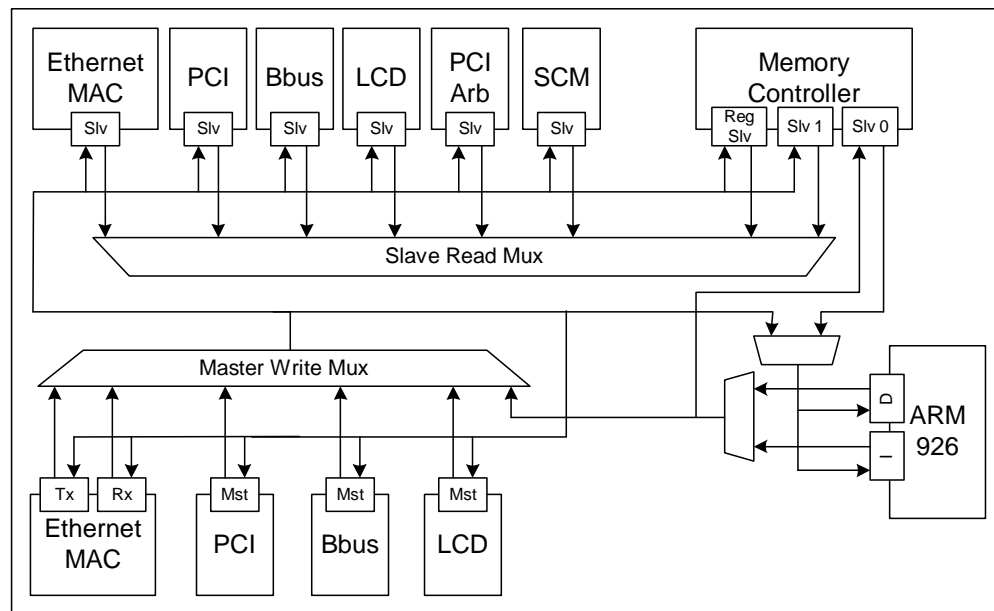 Ethernet
MAC
PCI
Bbus
LCD
PCI
Arb
SCM
Memory
Controller
Slv
Slv
Slv
Slv
Slv
Slv
Reg
Slv
Slv 1
Slv 0
Slave Read Mux
Master Write Mux
D
I
ARM
926
Tx
Rx
Mst
Mst
Mst
Ethernet
MAC
PCI
Bbus
LCD